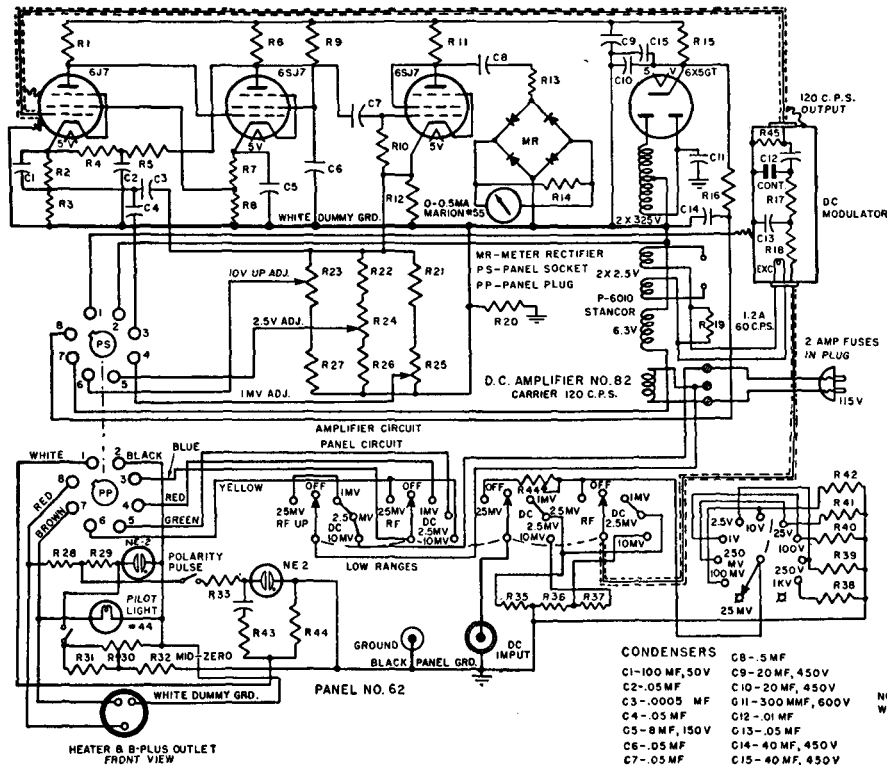 R1
R6
R9
R11
C8
C9
C15
R15
6J7
6SJ7
6SJ7
C10
5 V
6X5GT
R13
120 C.P.S.
OUTPUT
C7
R10
MR
R45
5V
5V
5V
R4
R5
C1
R2
C2
C3
R7
C6
C11
C12
CONT.
R16
R17
DC
MODULATOR
R3
C4
R8
C5
R12
0-0.5MA
MARION #55
R14
2 X 325V
C14
C13
R18
WHITE DUMMY GRD.
EXC
10V UP ADJ.
R23
R22
R21
MR-METER RECTIFIER
PS-PANEL SOCKET
PP-PANEL PLUG
2 X 2.5V
P-6010
STANCOR
6.3V
R19
1.2A
60 C.P.S.
1
2
8
3
PS
7
4
6
5
2.5V ADJ.
R24
R20
2 AMP FUSES
IN PLUG
R27
R26
R25
1MV ADJ.
D.C. AMPLIFIER NO. 82
CARRIER 120 C.P.S.
115V
AMPLIFIER CIRCUIT
PANEL CIRCUIT
WHITE
1
2
BLACK
BLUE
8
3
PP
4
RED
7
6
5
GREEN
RED
BROWN
YELLOW
OFF
1MV
OFF
25MV
RF UP
2.5MV
DC
10MV
25MV
RF
1MV
DC
2.5MV
10MV
OFF
R44
1MV
OFF
25MV
DC
2.5MV
10MV
25MV
RF
1MV
DC
2.5MV
10MV
LOW RANGES
R42
R41
R40
R39
R38
2.5V
10V
25V
1V
100V
250
MV
250V
100 MV
1KV
25 MV
R28
R29
NE-2
POLARITY
PULSE
R33
NE 2
R35
R36
R37
PILOT
LIGHT
#44
R43
R44
GROUND
DC
IMPUT
R31
R30
R32
MID-ZERO
BLACK PANEL GRD.
WHITE DUMMY GRD.
PANEL NO. 62
HEATER & B-PLUS OUTLET
FRONT VIEW
CONDENSERS
C1-100 MF, 50V
C2-.05MF
C3-.0005 MF
C4-.05 MF
C5-8MF, 150V
C6-.05 MF
C7-.05 MF
C8-.5 MF
C9-20 MF, 450V
C10-20 MF, 450V
C11-300 MMF, 600V
C12-.01 MF
C13-.05 MF
C14-40 MF, 450 V
C15-40 MF, 450 V